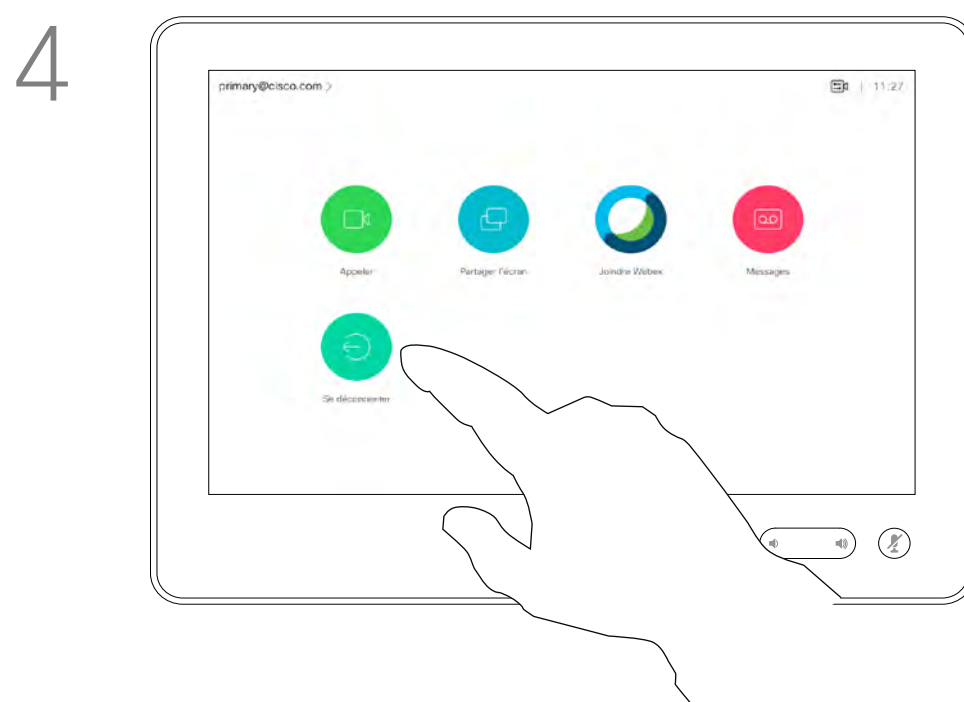 4
primary@cisco.com >
11:27
Appeler
Partager l'écran
Joindre Webex
Messages
Se déconnecter